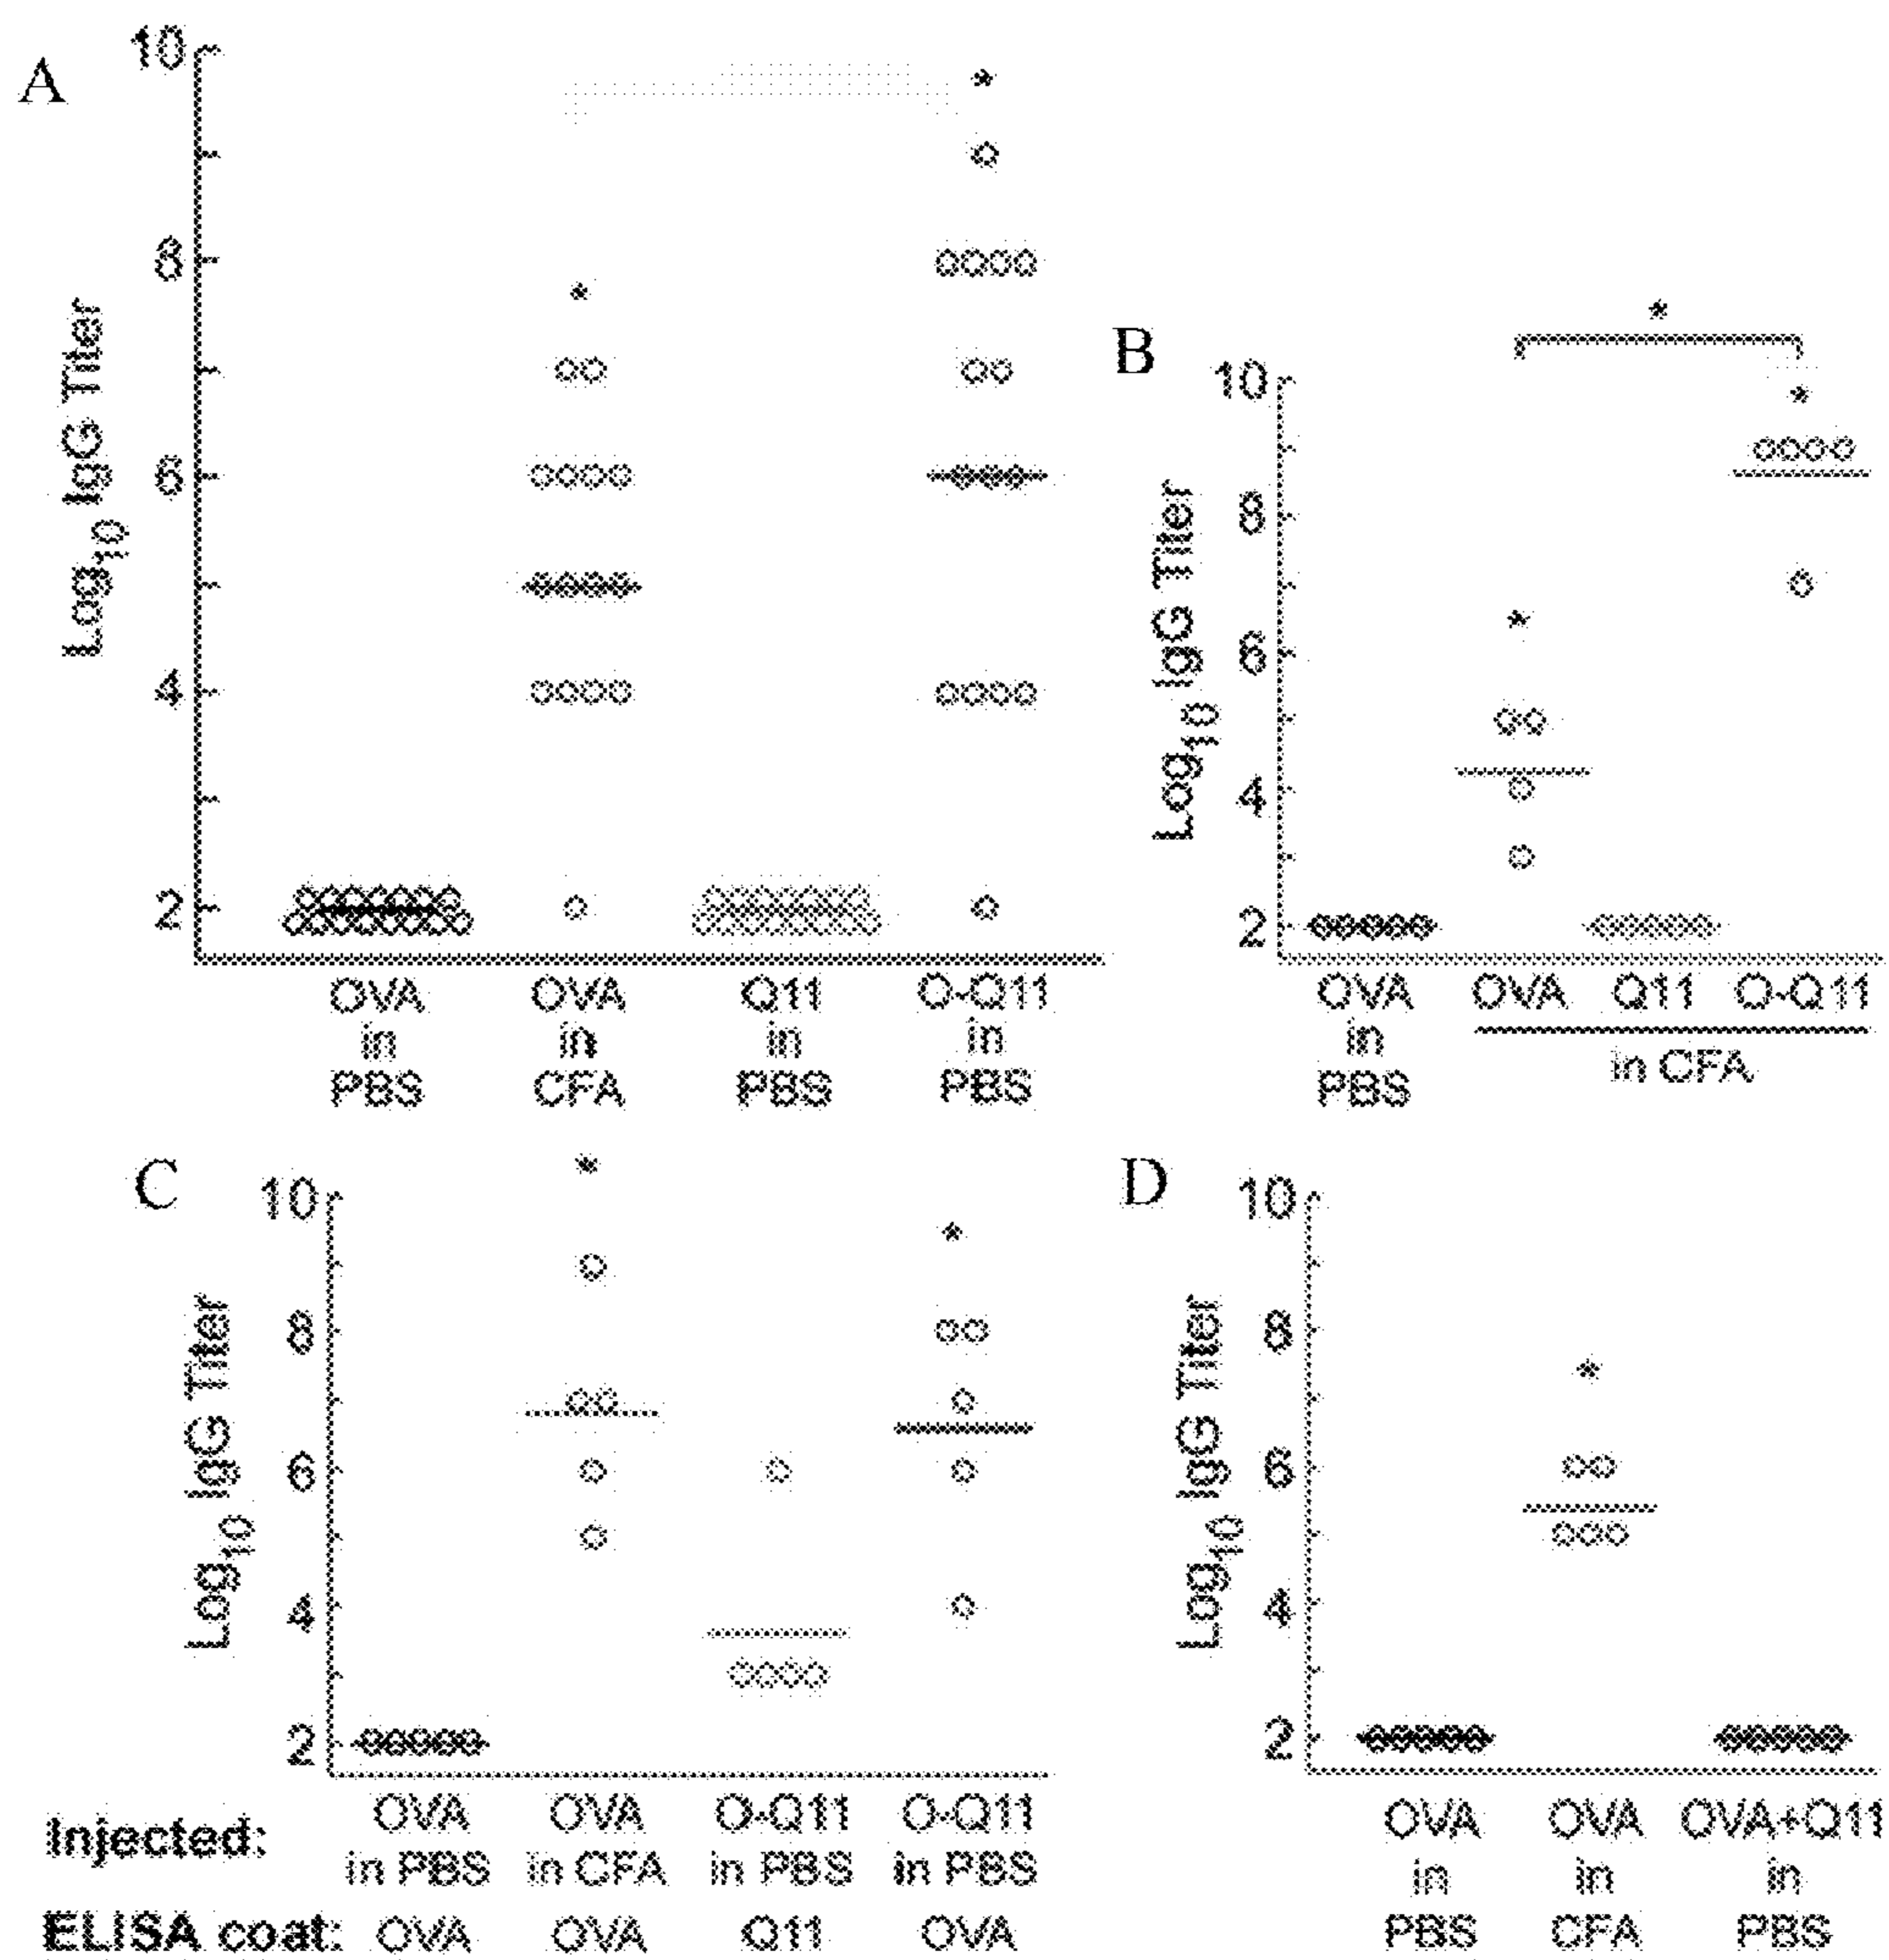 A
Log10 IgG Titer
10
8
6
4
2
OVA in PBS
OVA in CFA
Q11 in PBS
O-Q11 in PBS
*
*
B
Log10 IgG Titer
10
8
6
4
2
OVA in PBS
OVA Q11 O-Q11
in CFA
*
*
*
C
Log10 IgG Titer
10
8
6
4
2
*
*
Injected: OVA in PBS OVA in CFA O-Q11 in PBS O-Q11 in PBS
ELISA coat: OVA OVA Q11 OVA
D
Log10 IgG Titer
10
8
6
4
2
*
OVA in PBS
OVA in CFA
OVA+Q11 in PBS